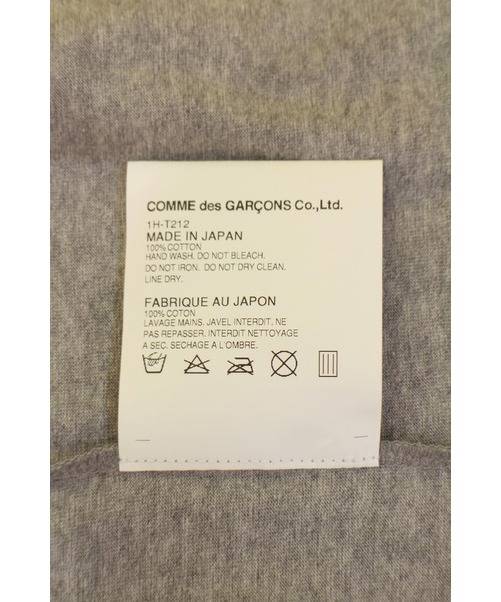 COMME des GARÇONS Co.,Ltd.
1H-T212
MADE IN JAPAN
100% COTTON
HAND WASH. DO NOT BLEACH.
DO NOT IRON. DO NOT DRY CLEAN.
LINE DRY.
FABRIQUE AU JAPON
100% COTON
LAVAGE MAINS. JAVEL INTERDIT. NE
PAS REPASSER. INTERDIT NETTOYAGE
A SEC. SECHAGE A L'OMBRE.